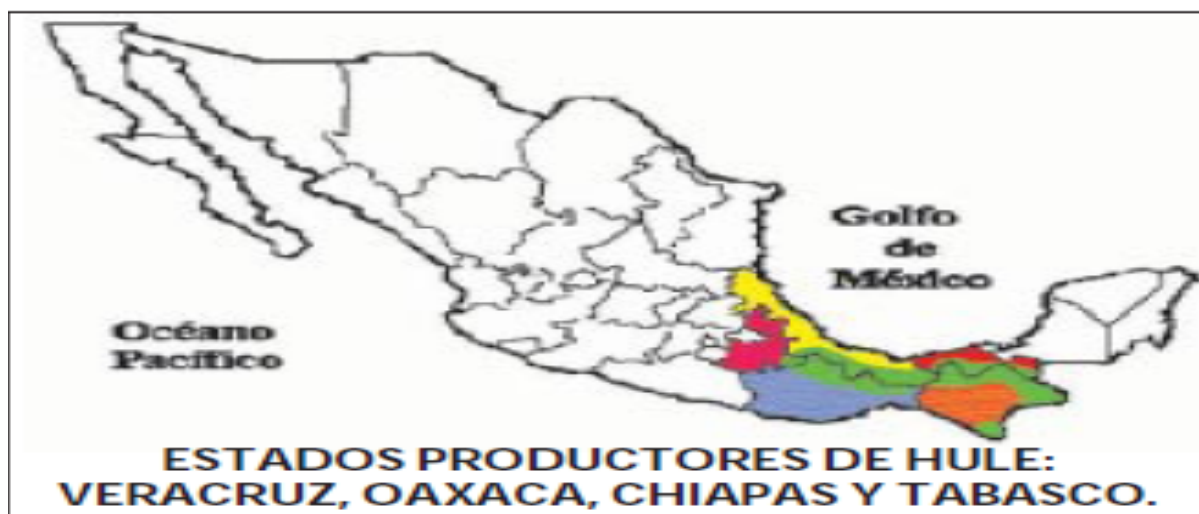 Golfo
de
México
Océano
Pacífico
ESTADOS PRODUCTORES DE HULE:
VERACRUZ, OAXACA, CHIAPAS Y TABASCO.